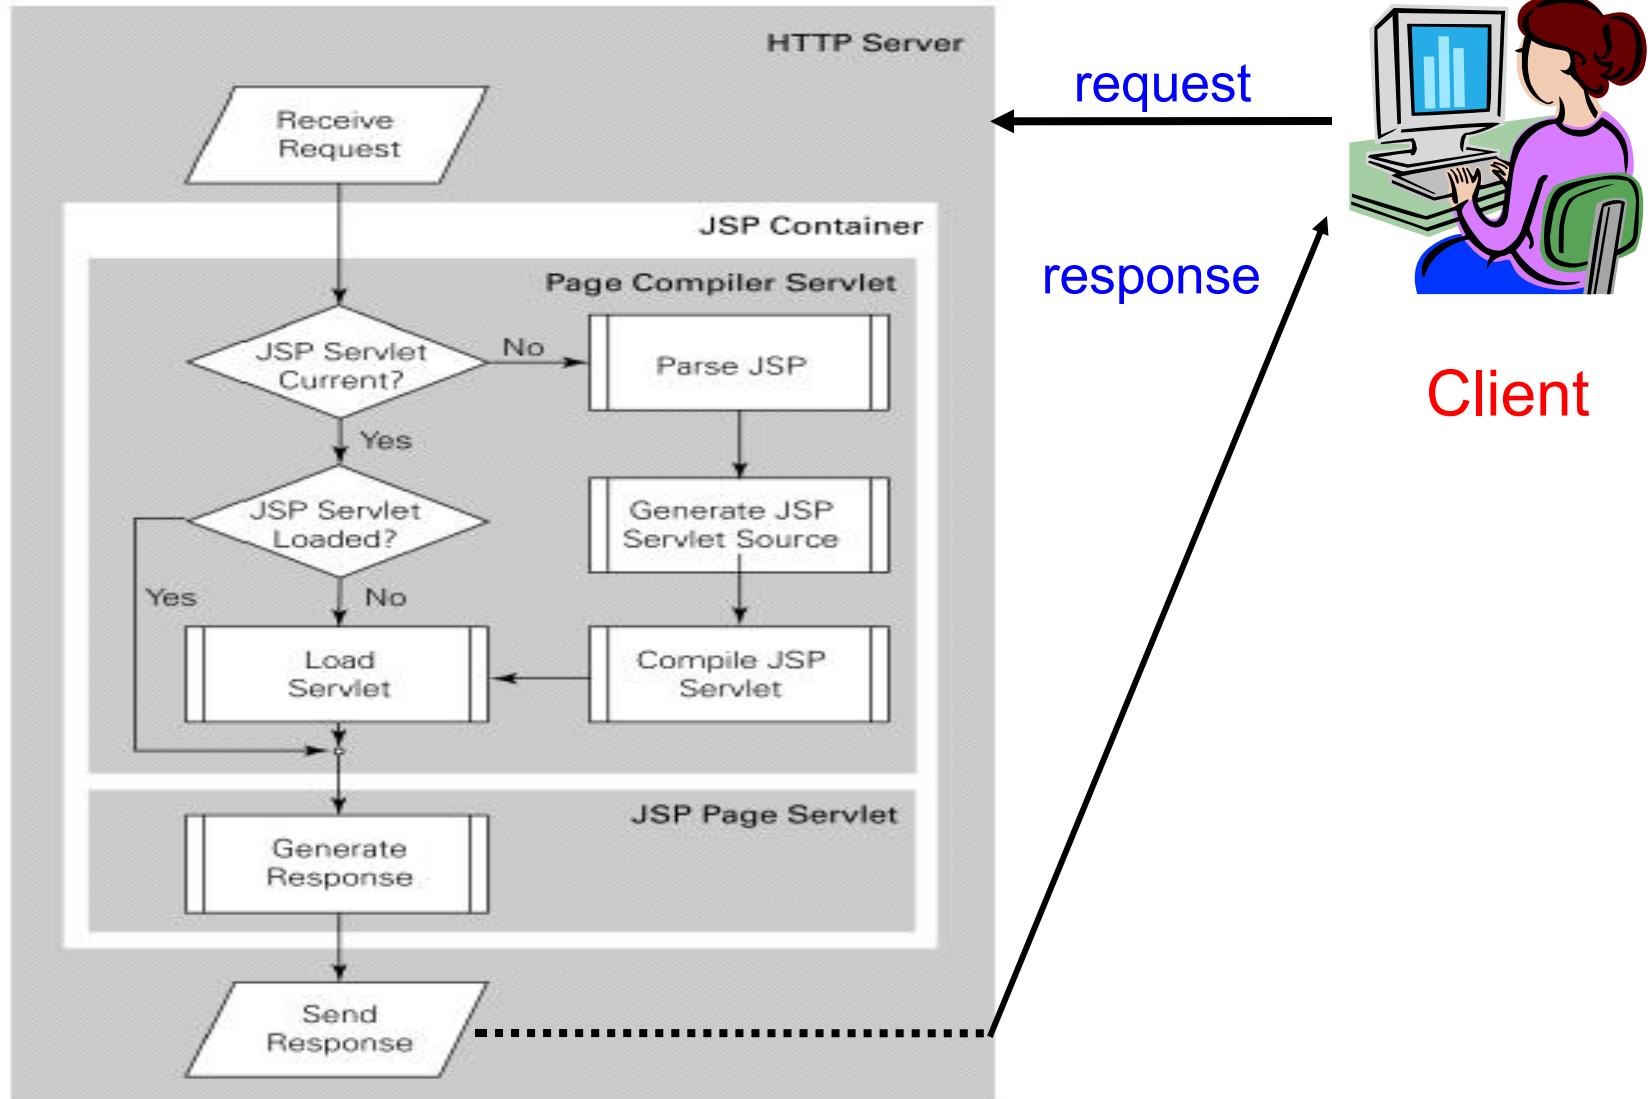 HTTP Server
request
Receive
Request
JSP Container
response
Page Compiler Servlet
JSP Servlet
Current?
No
Parse JSP
Client
Yes
JSP Servlet
Loaded?
Generate JSP
Servlet Source
Yes
No
Load
Servlet
Compile JSP
Servlet
JSP Page Servlet
Generate
Response
Send
Response